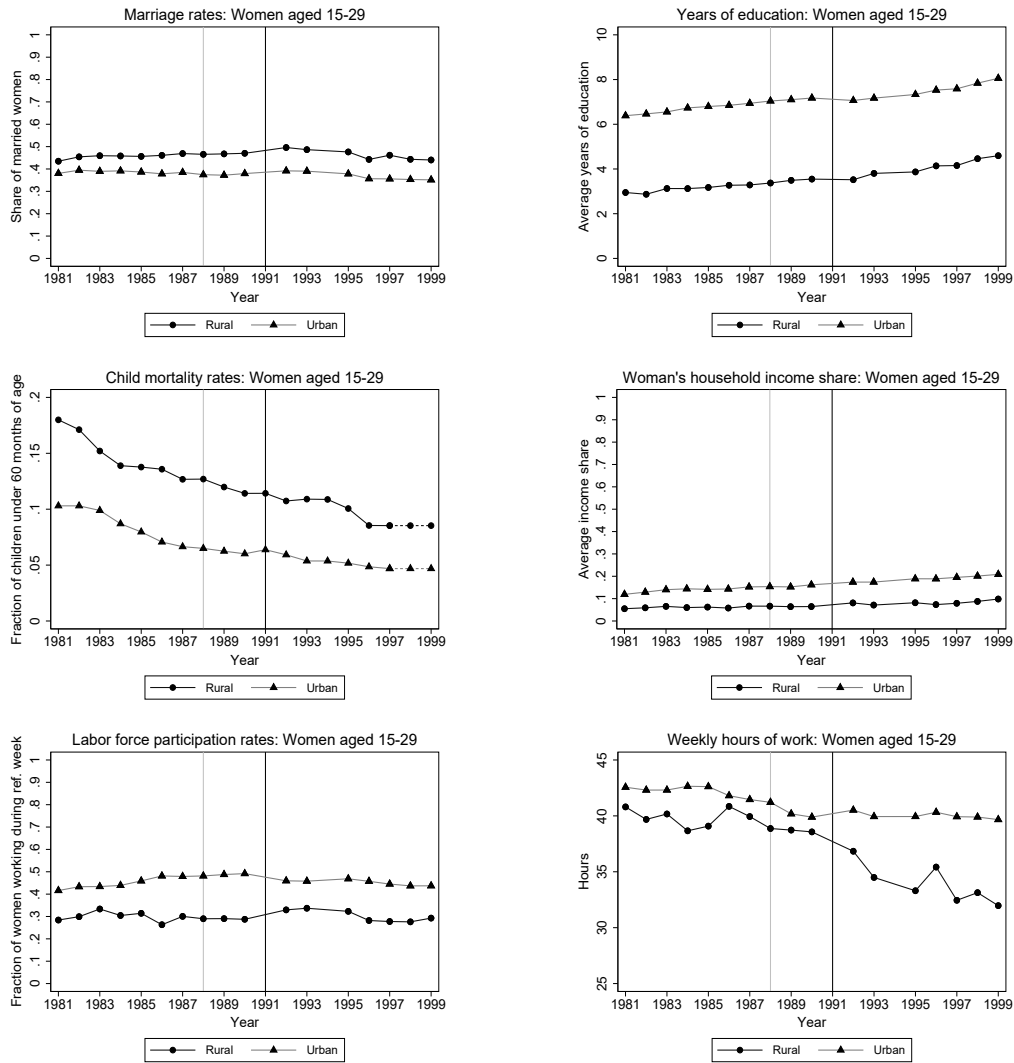 Marriage rates: Women aged 15-29
Share of married women
0 .1 .2 .3 .4 .5 .6 .7 .8 .9 1
1981 1983 1985 1987 1989 1991 1993 1995 1997 1999
Year
Rural Urban
Years of education: Women aged 15-29
Average years of education
0 2 4 6 8 10
1981 1983 1985 1987 1989 1991 1993 1995 1997 1999
Year
Rural Urban
Child mortality rates: Women aged 15-29
Fraction of children under 60 months of age
0 .05 .1 .15 .2
1981 1983 1985 1987 1989 1991 1993 1995 1997 1999
Year
Rural Urban
Woman's household income share: Women aged 15-29
Average income share
0 .1 .2 .3 .4 .5 .6 .7 .8 .9 1
1981 1983 1985 1987 1989 1991 1993 1995 1997 1999
Year
Rural Urban
Labor force participation rates: Women aged 15-29
Fraction of women working during ref. week
0 .1 .2 .3 .4 .5 .6 .7 .8 .9 1
1981 1983 1985 1987 1989 1991 1993 1995 1997 1999
Year
Rural Urban
Weekly hours of work: Women aged 15-29
Hours
25 30 35 40 45
1981 1983 1985 1987 1989 1991 1993 1995 1997 1999
Year
Rural Urban